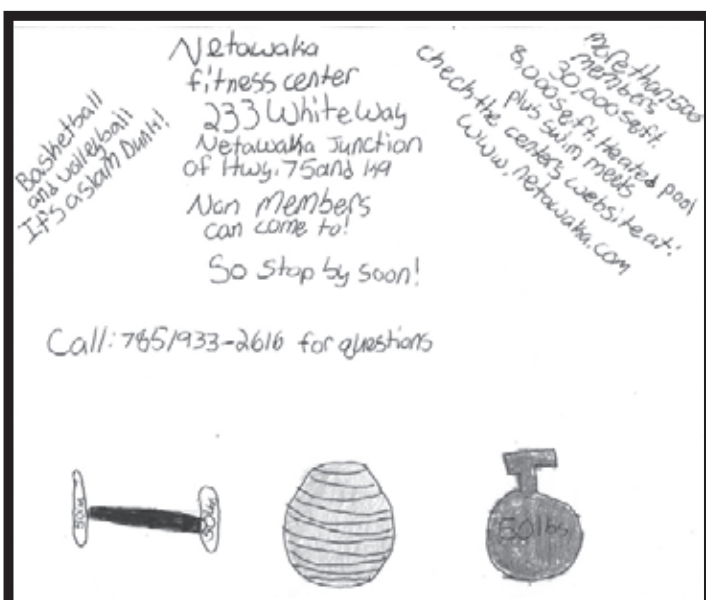 Basketball
and volleyball
It's a slam Dunk!
Netawaka
fitness center
233 White Way
Netawaka Junction
of Hwy. 75 and 149
Non Members
can come to!
So Stop by soon!
more than 500
members
30,000 sq.ft.
8,000 sq.ft. Heated pool
plus swim meets
check the centers website at:
www.netawaka.com
Call: 785/933-2616 for questions
50lbs